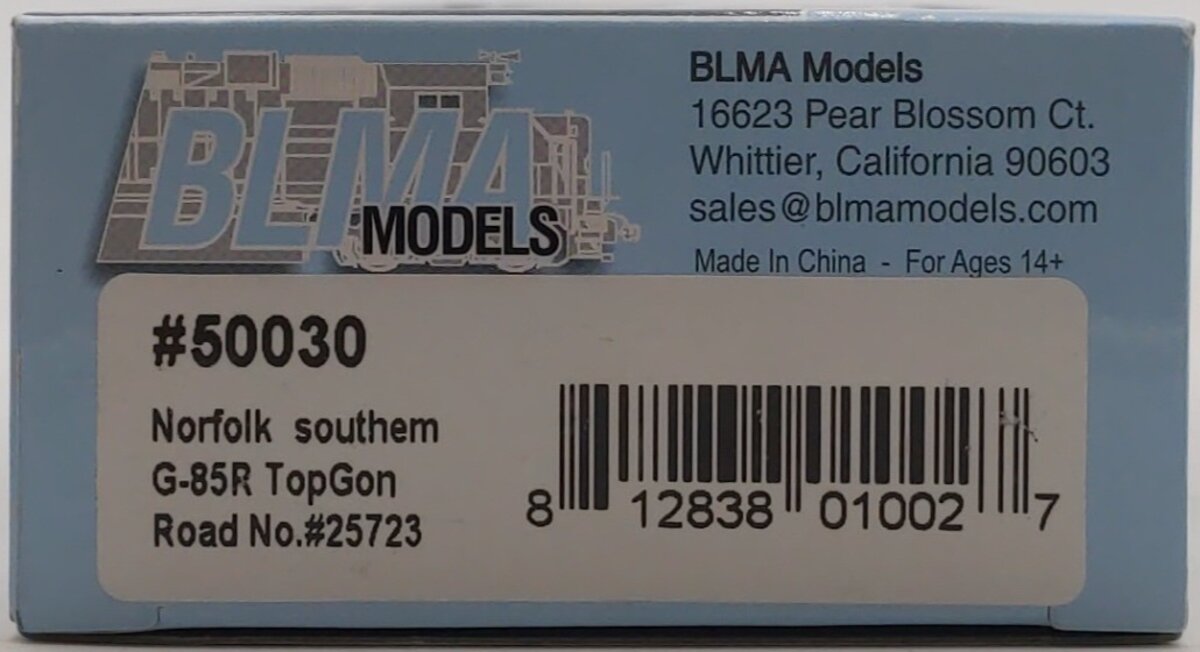 BLMA
MODELS
BLMA Models
16623 Pear Blossom Ct.
Whittier, California 90603
sales@blmamodels.com
Made In China - For Ages 14+
#50030
Norfolk southem
G-85R TopGon
Road No.#25723
8 12838 01002 7